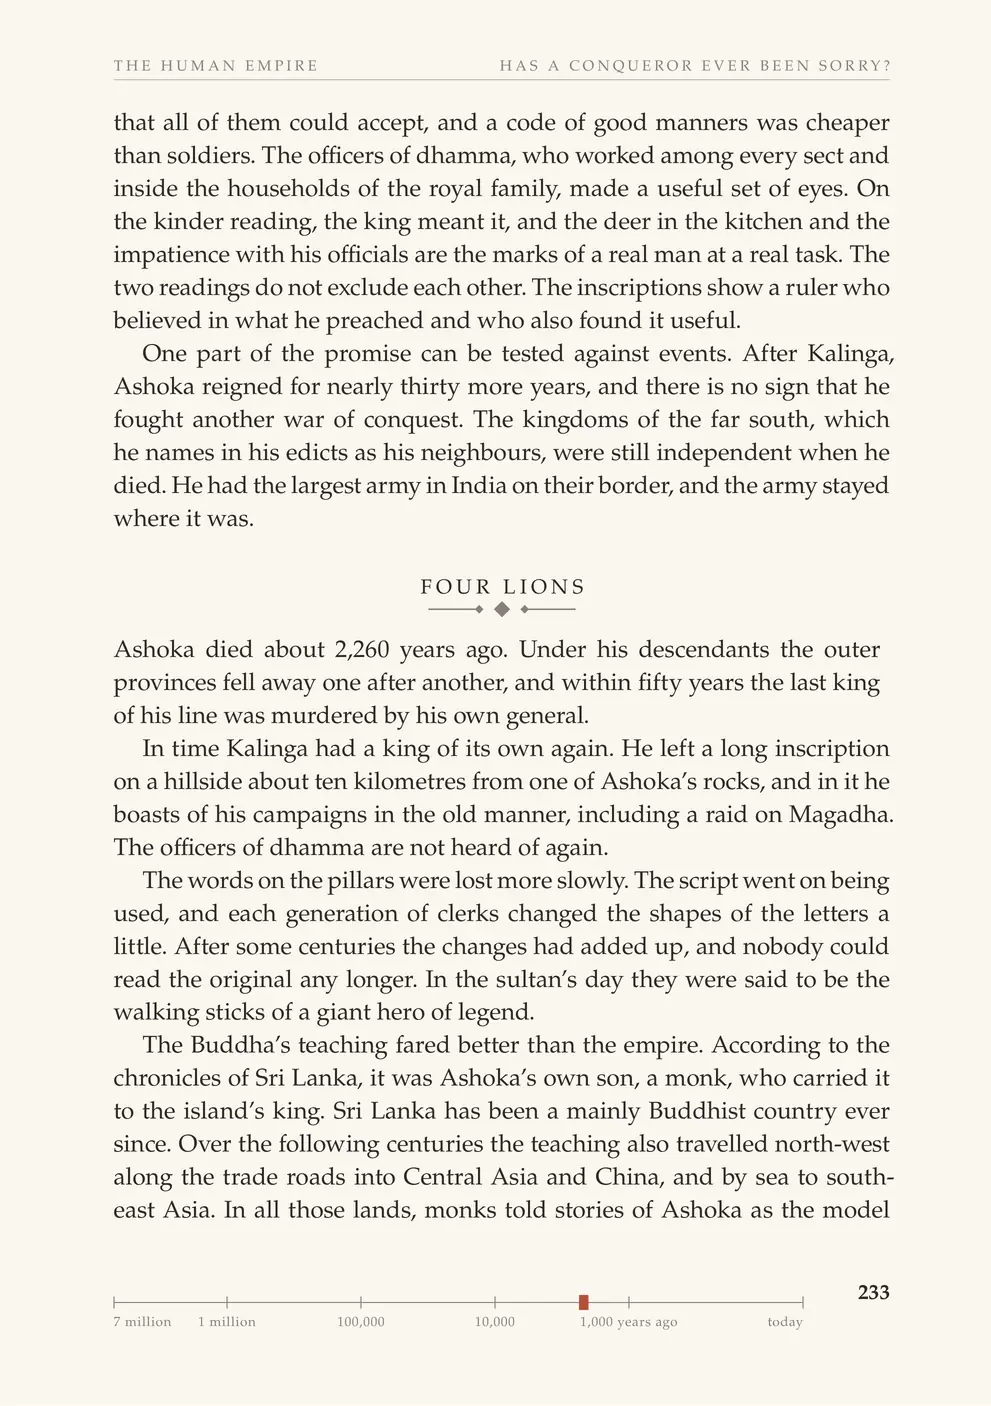 THE HUMAN EMPIRE
HAS A CONQUEROR EVER BEEN SORRY?
that all of them could accept, and a code of good manners was cheaper
than soldiers. The officers of dhamma, who worked among every sect and
inside the households of the royal family, made a useful set of eyes. On
the kinder reading, the king meant it, and the deer in the kitchen and the
impatience with his officials are the marks of a real man at a real task. The
two readings do not exclude each other. The inscriptions show a ruler who
believed in what he preached and who also found it useful.
One part of the promise can be tested against events. After Kalinga,
Ashoka reigned for nearly thirty more years, and there is no sign that he
fought another war of conquest. The kingdoms of the far south, which
he names in his edicts as his neighbours, were still independent when he
died. He had the largest army in India on their border, and the army stayed
where it was.
FOUR LIONS
Ashoka died about 2,260 years ago. Under his descendants the outer
provinces fell away one after another, and within fifty years the last king
of his line was murdered by his own general.
In time Kalinga had a king of its own again. He left a long inscription
on a hillside about ten kilometres from one of Ashoka’s rocks, and in it he
boasts of his campaigns in the old manner, including a raid on Magadha.
The officers of dhamma are not heard of again.
The words on the pillars were lost more slowly. The script went on being
used, and each generation of clerks changed the shapes of the letters a
little. After some centuries the changes had added up, and nobody could
read the original any longer. In the sultan’s day they were said to be the
walking sticks of a giant hero of legend.
The Buddha’s teaching fared better than the empire. According to the
chronicles of Sri Lanka, it was Ashoka’s own son, a monk, who carried it
to the island’s king. Sri Lanka has been a mainly Buddhist country ever
since. Over the following centuries the teaching also travelled north-west
along the trade roads into Central Asia and China, and by sea to south-
east Asia. In all those lands, monks told stories of Ashoka as the model
233
7 million 1 million 100,000 10,000 1,000 years ago today